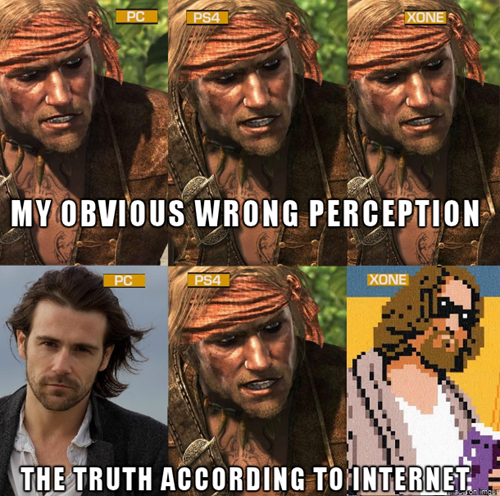 PC PS4 XONE
MY OBVIOUS WRONG PERCEPTION
PC PS4 XONE
THE TRUTH ACCORDING TO INTERNET